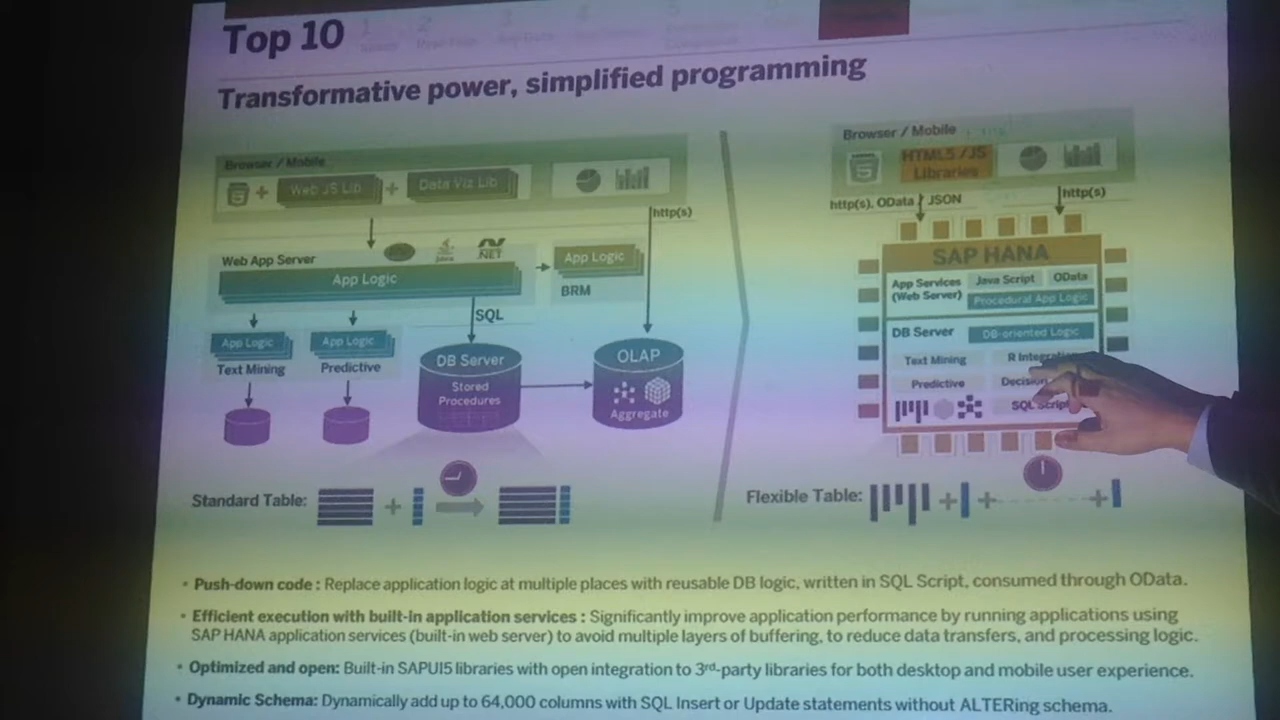 Top 10
Transformative power, simplified programming
Browser / Mobile
Web JS Lib
Data Viz Lib
http(s)
Web App Server
Java
.NET
App Logic
App Logic
BRM
SQL
App Logic
Text Mining
App Logic
Predictive
DB Server
Stored
Procedures
OLAP
Aggregate
Standard Table:
Browser / Mobile
HTML5 /JS
Libraries
http(s), OData
JSON
http(s)
SAP HANA
App Services
(Web Server)
Java Script
OData
Procedural App Logic
DB Server
DB-oriented Logic
Text Mining
Predictive
SQL Script
Flexible Table:
• Push-down code : Replace application logic at multiple places with reusable DB logic, written in SQL Script, consumed through OData.
• Efficient execution with built-in application services : Significantly improve application performance by running applications using
SAP HANA application services (built-in web server) to avoid multiple layers of buffering, to reduce data transfers, and processing logic.
• Optimized and open: Built-in SAPUI5 libraries with open integration to 3rd-party libraries for both desktop and mobile user experience.
• Dynamic Schema: Dynamically add up to 64,000 columns with SQL Insert or Update statements without ALTERing schema.